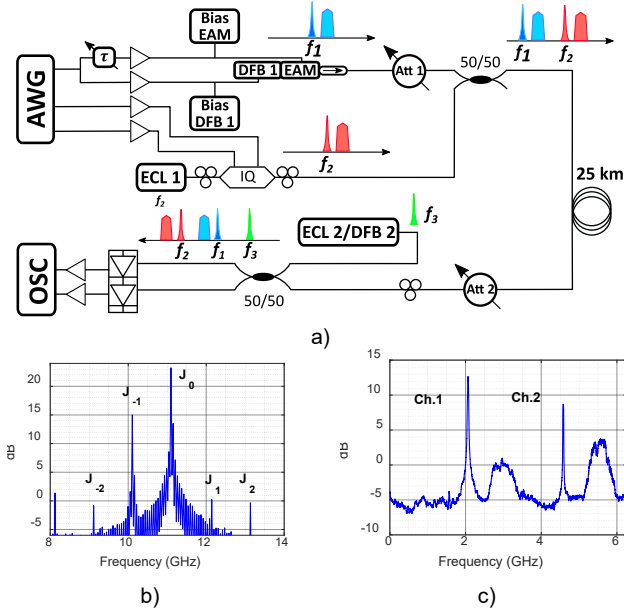 Bias
EAM
f1
f1 f2
τ
DFB 1 EAM
Att 1
50/50
AWG
Bias
DFB 1
f2
25 km
ECL 1
IQ
f2
ECL 2/DFB 2
f3
f2 f1 f3
OSC
50/50
Att 2
a)
20
15
10
5
0
-5
dB
J-2
J-1
J0
J1
J2
8 10 12 14
Frequency (GHz)
b)
15
10
5
0
-5
-10
dB
Ch.1 Ch.2
0 2 4 6
Frequency (GHz)
c)